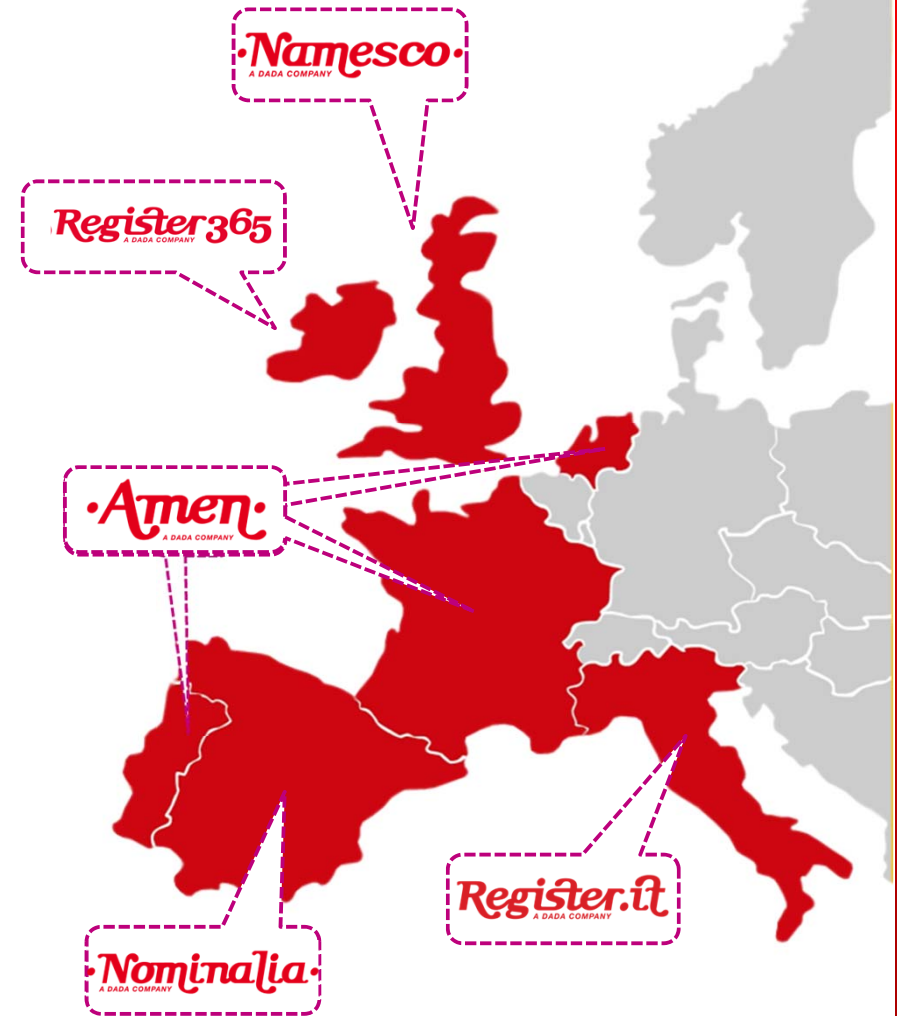 ·Namesco·
A DADA COMPANY
Register365
A DADA COMPANY
·Amen·
A DADA COMPANY
Register.it
A DADA COMPANY
·Nominalia·
A DADA COMPANY